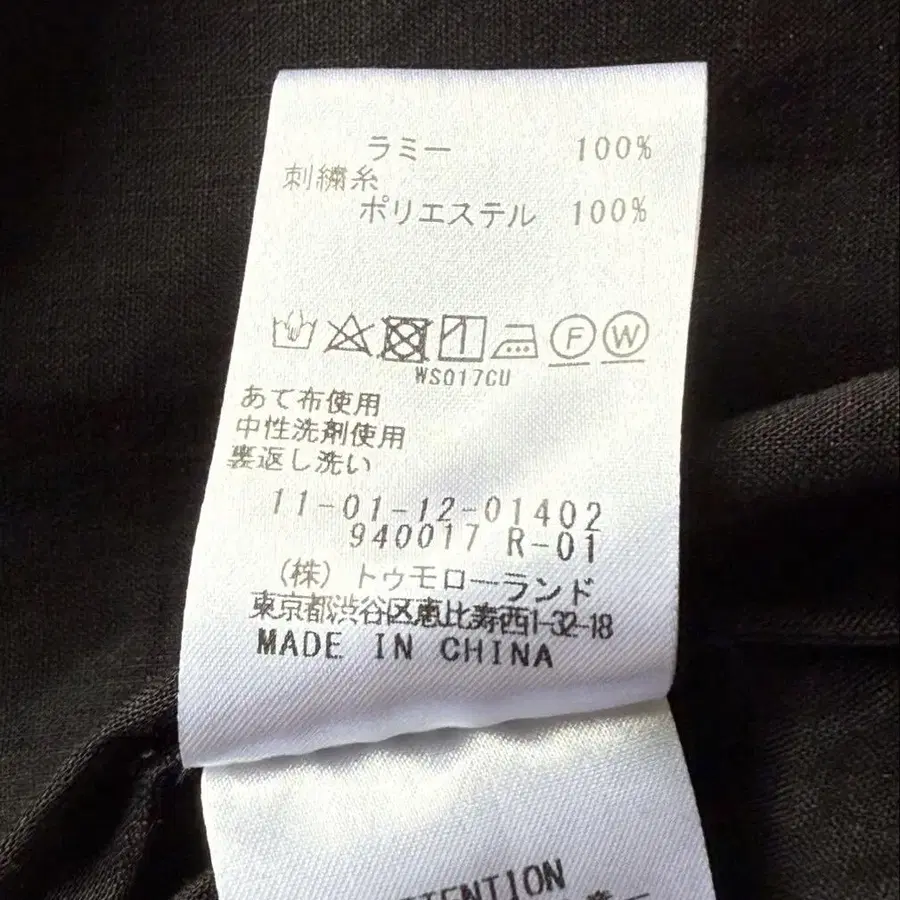 ラミー 100%
刺繍糸
ポリエステル 100%
F W
WS017CU
あて布使用
中性洗剤使用
裏返し洗い
11-01-12-01402
940017 R-01
(株)トゥモローランド
東京都渋谷区恵比寿西1-32-18
MADE IN CHINA